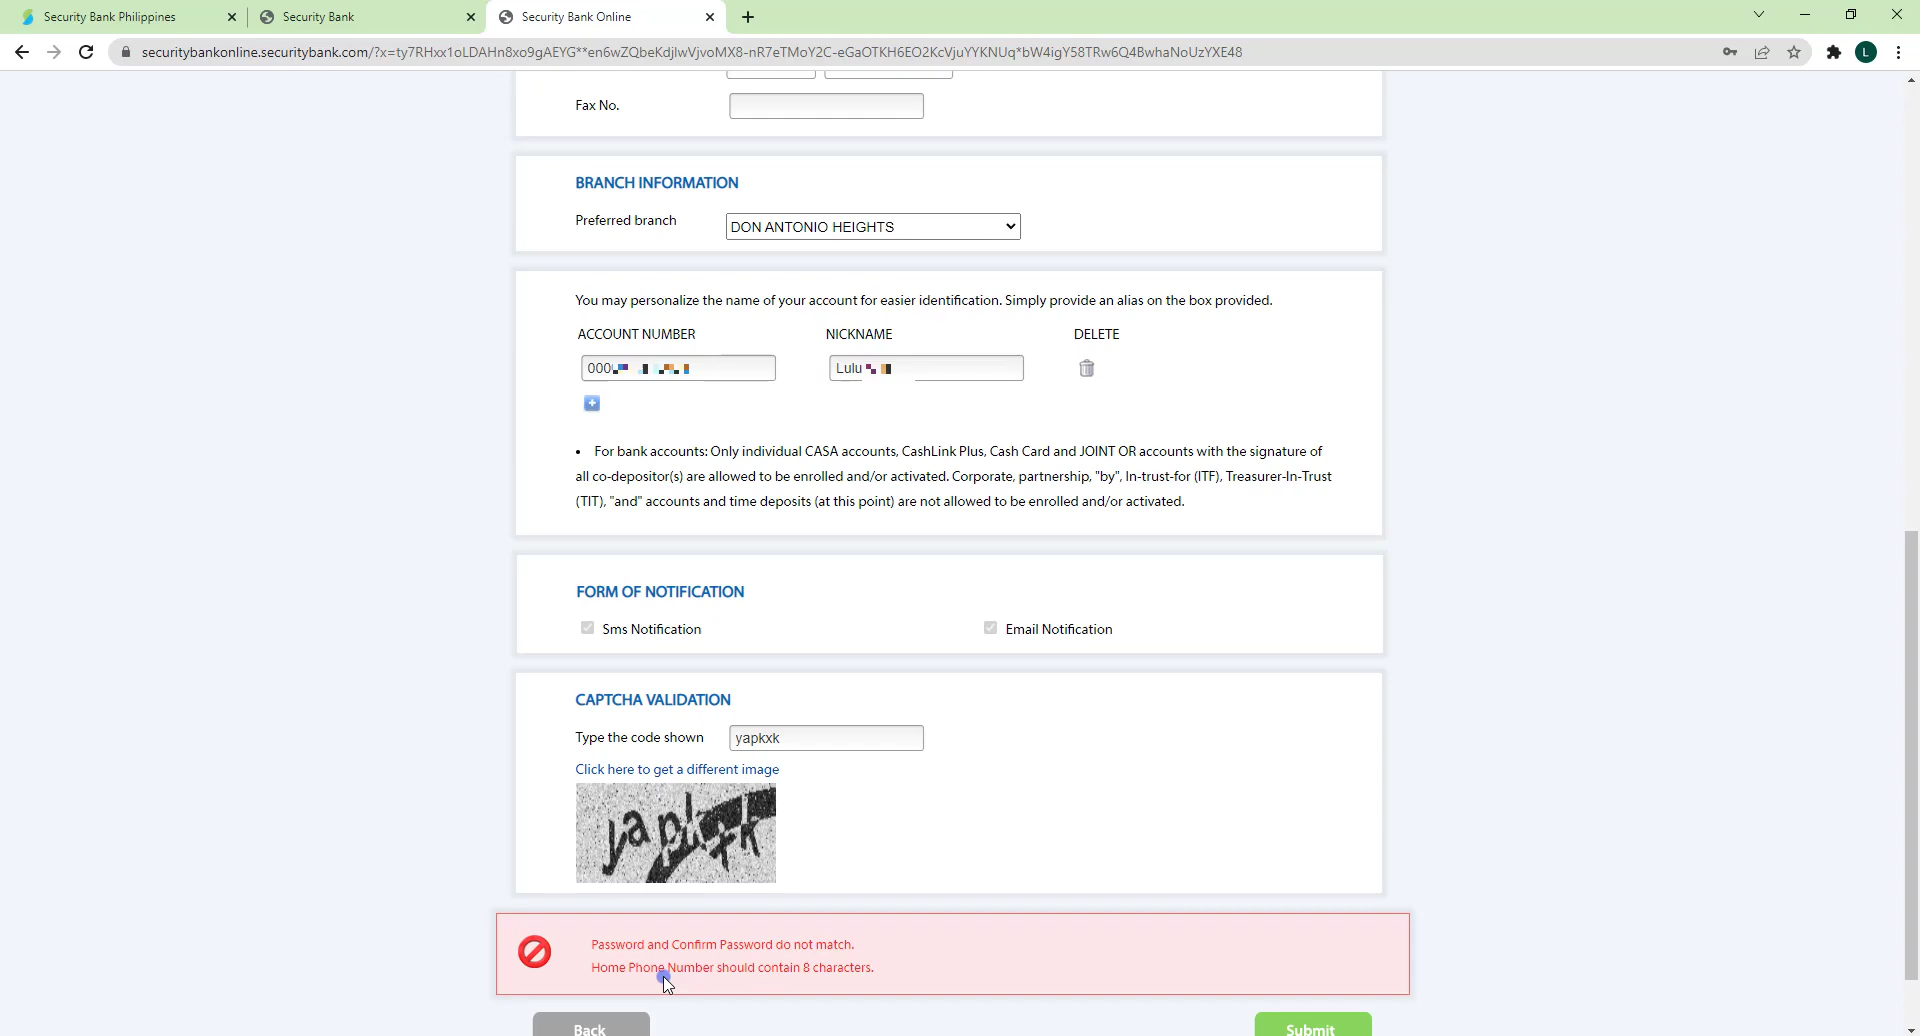 Security Bank Philippines
Security Bank
Security Bank Online
securitybankonline.securitybank.com/?x=ty7RHxx1oLDAHn8xo9gAEYG**en6wZQbeKdjlwVjvoMX8-nR7eTMoY2C-eGaOTKH6EO2KcVjuYYKNUq*bW4igY58TRw6Q4BwhaNoUzYXE48
L
Fax No.
BRANCH INFORMATION
Preferred branch
DON ANTONIO HEIGHTS
You may personalize the name of your account for easier identification. Simply provide an alias on the box provided.
ACCOUNT NUMBER NICKNAME DELETE
000 Lulu
• For bank accounts: Only individual CASA accounts, CashLink Plus, Cash Card and JOINT OR accounts with the signature of
all co-depositor(s) are allowed to be enrolled and/or activated. Corporate, partnership, "by", In-trust-for (ITF), Treasurer-In-Trust
(TIT), "and" accounts and time deposits (at this point) are not allowed to be enrolled and/or activated.
FORM OF NOTIFICATION
Sms Notification Email Notification
CAPTCHA VALIDATION
Type the code shown yapkxk
Click here to get a different image
yapkxk
Password and Confirm Password do not match.
Home Phone Number should contain 8 characters.
Back Submit